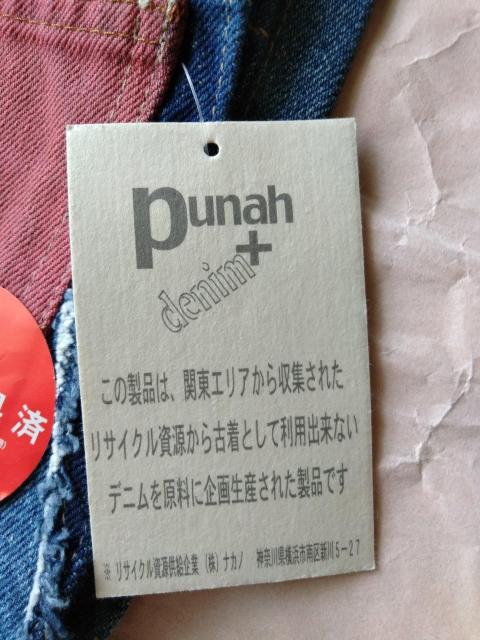 punah
+
denim
この製品は、関東エリアから収集された
リサイクル資源から古着として利用出来ない
デニムを原料に企画生産された製品です
※ リサイクル資源供給企業 (株) ナカノ 神奈川県横浜市南区新川5-27
済